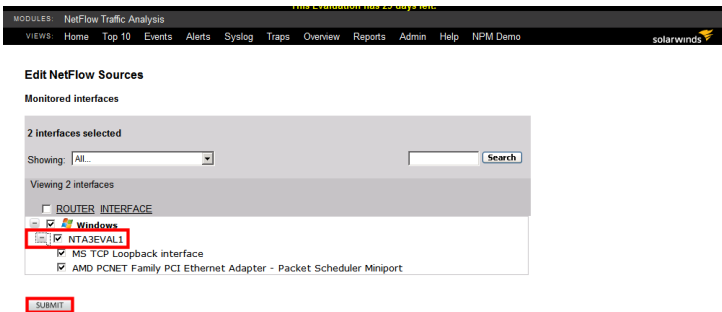 This Evaluation has 29 days left.
MODULES: NetFlow Traffic Analysis
VIEWS: Home Top 10 Events Alerts Syslog Traps Overview Reports Admin Help NPM Demo solarwinds
Edit NetFlow Sources
Monitored interfaces
2 interfaces selected
Showing: All... Search
Viewing 2 interfaces
ROUTER INTERFACE
Windows
NTA3EVAL1
MS TCP Loopback interface
AMD PCNET Family PCI Ethernet Adapter - Packet Scheduler Miniport
SUBMIT